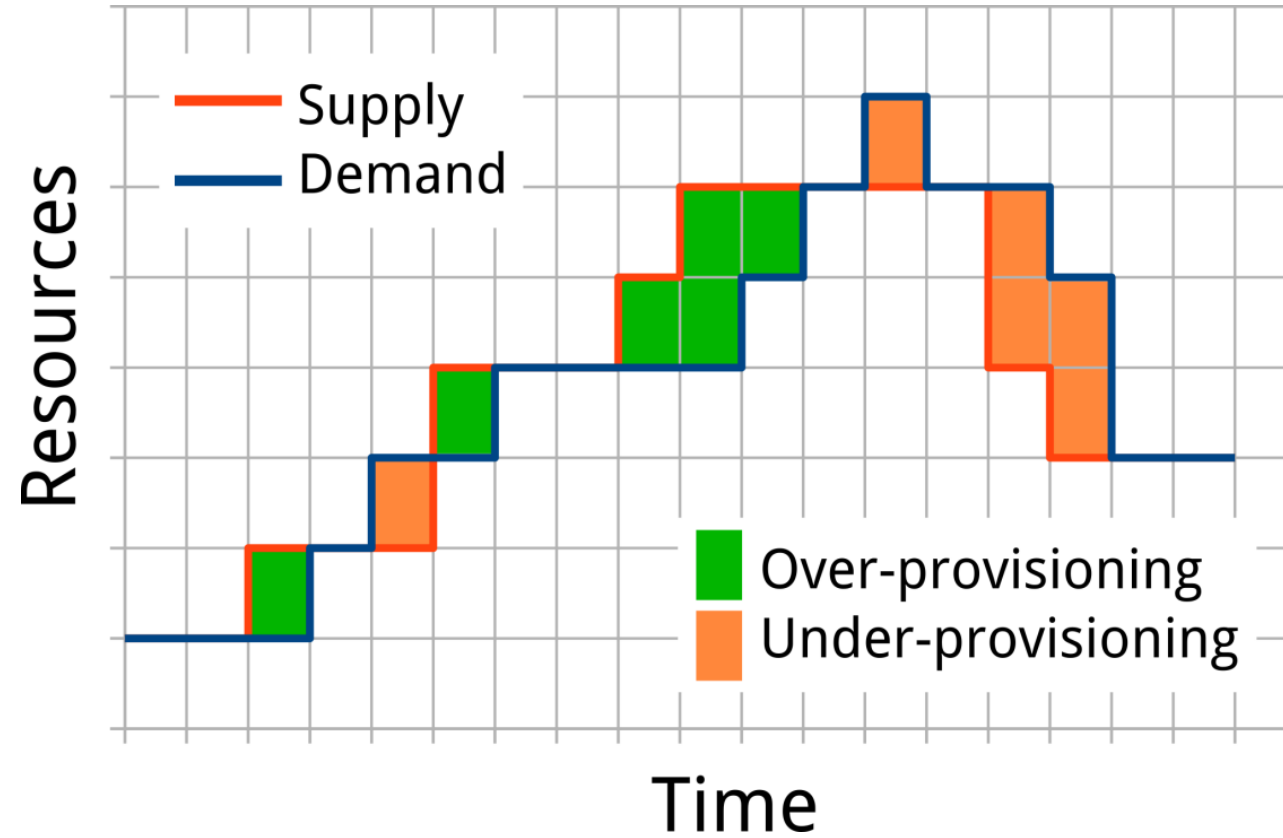 Supply
Demand
Resources
Over-provisioning
Under-provisioning
Time